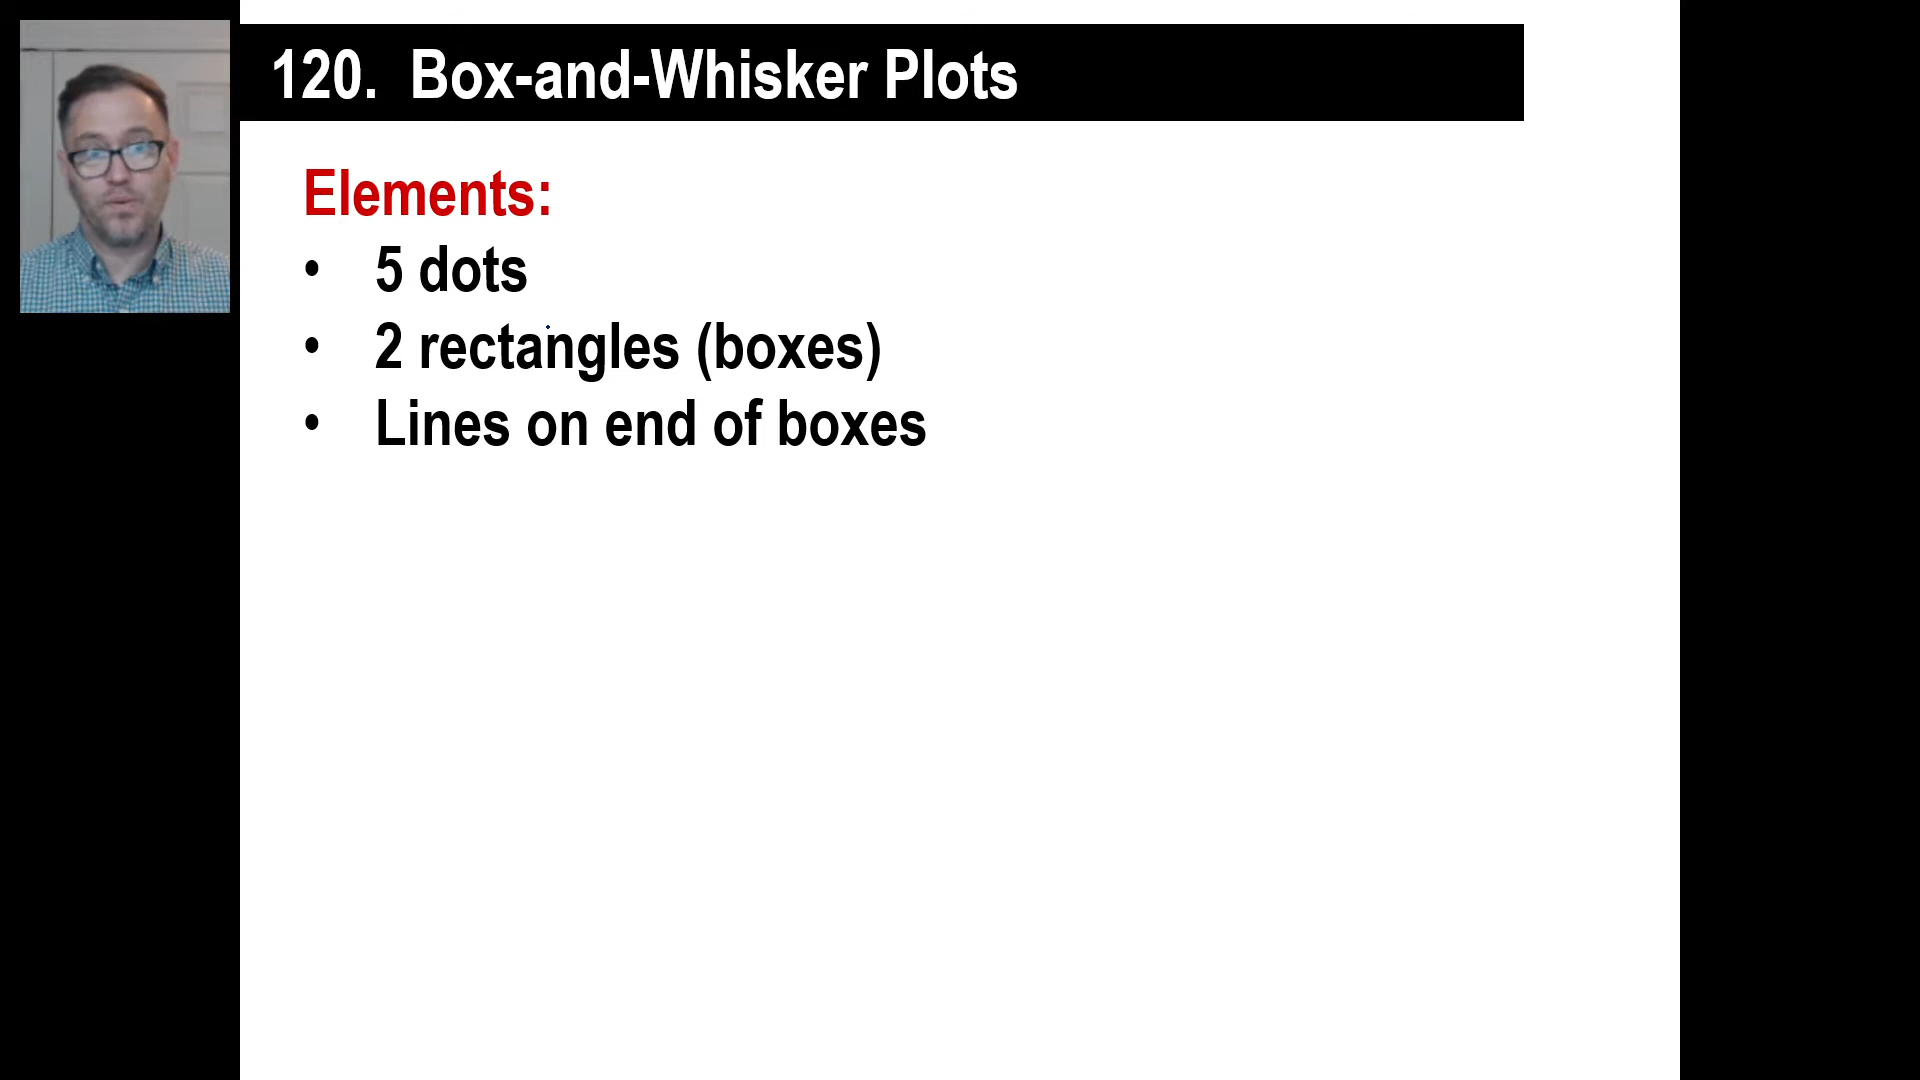 120. Box-and-Whisker Plots
Elements:
• 5 dots
• 2 rectangles (boxes)
• Lines on end of boxes